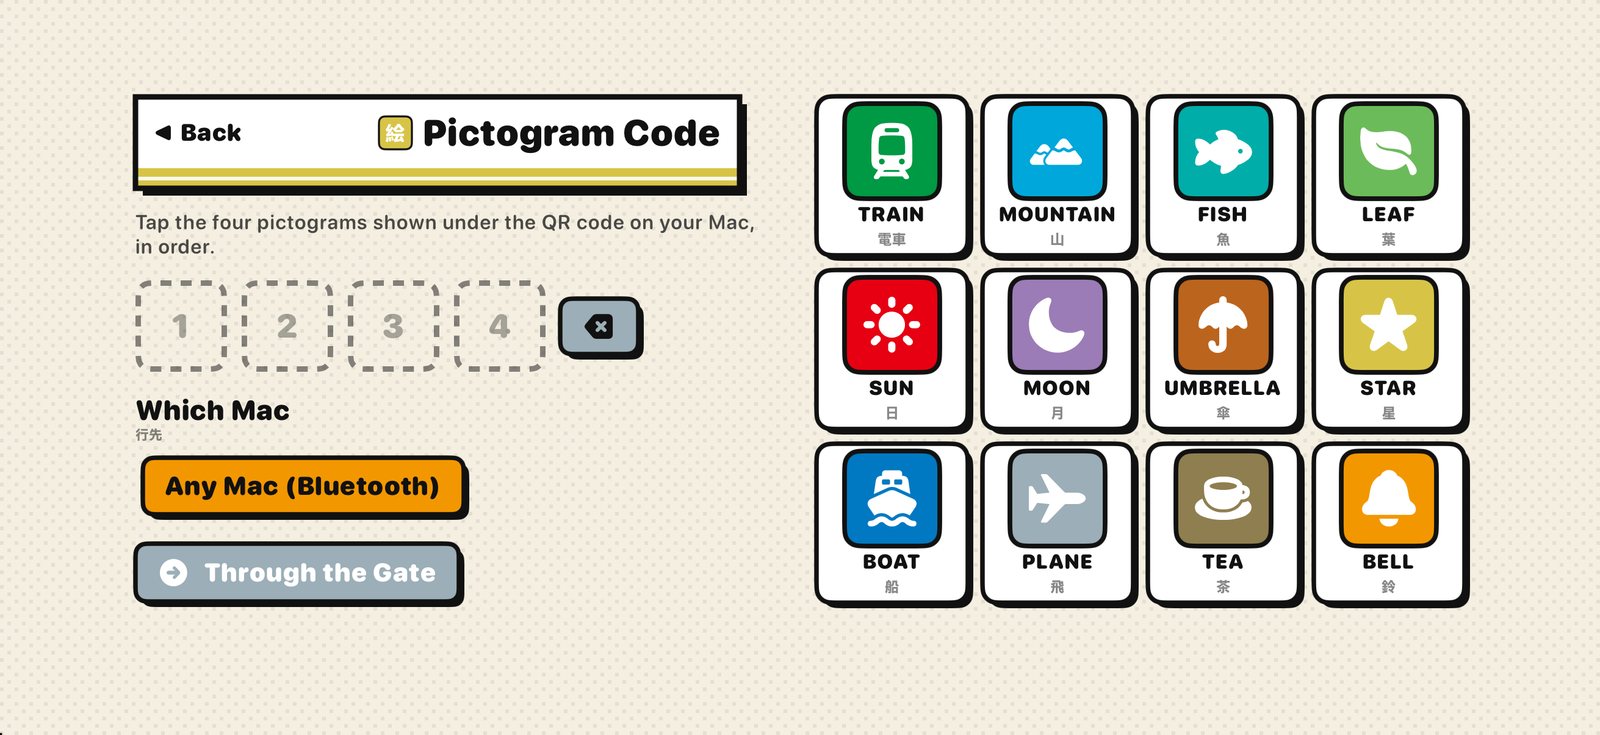 Back
絵 Pictogram Code
Tap the four pictograms shown under the QR code on your Mac,
in order.
1 2 3 4
Which Mac
行先
Any Mac (Bluetooth)
Through the Gate
TRAIN MOUNTAIN FISH LEAF
電車 山 魚 葉
SUN MOON UMBRELLA STAR
日 月 傘 星
BOAT PLANE TEA BELL
船 飛 茶 鈴